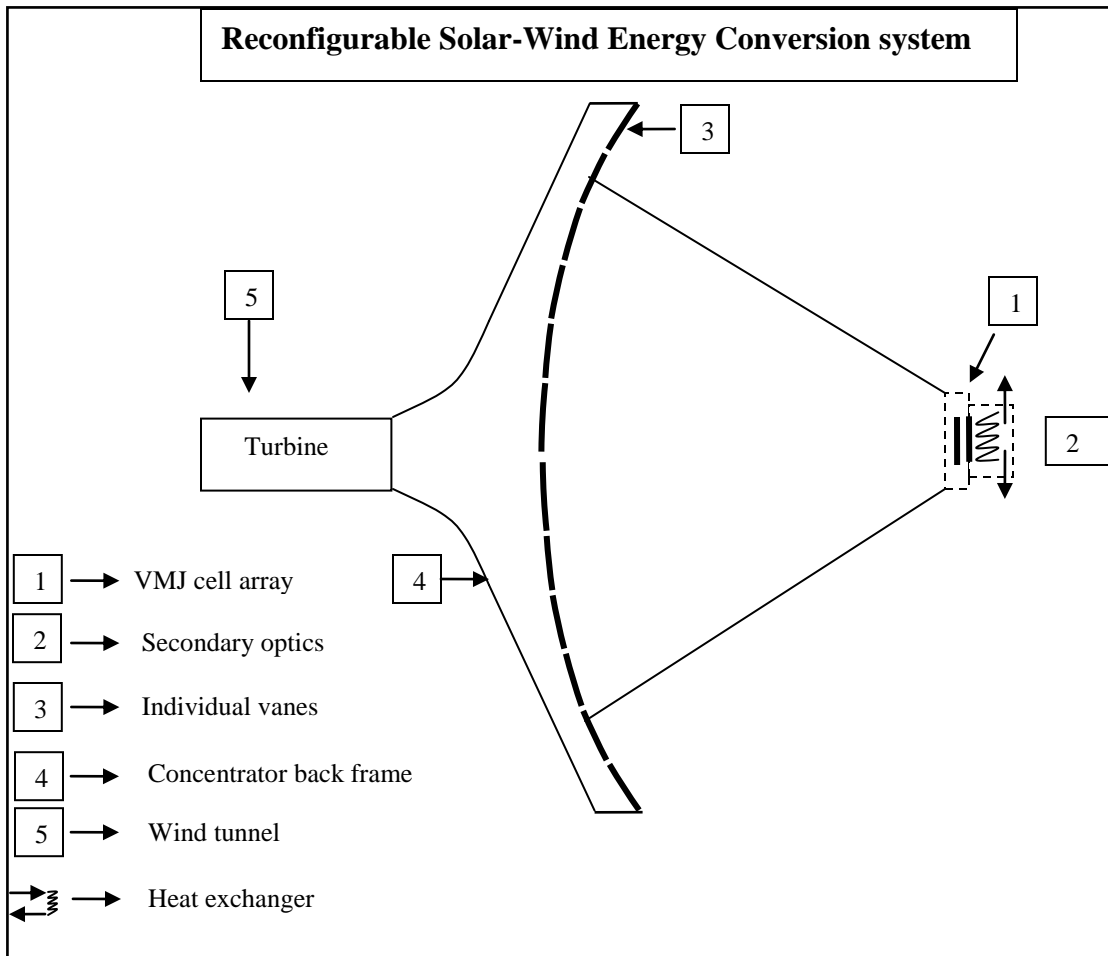 Reconfigurable Solar-Wind Energy Conversion system
3
5
1
Turbine
2
4
1 VMJ cell array
2 Secondary optics
3 Individual vanes
4 Concentrator back frame
5 Wind tunnel
Heat exchanger